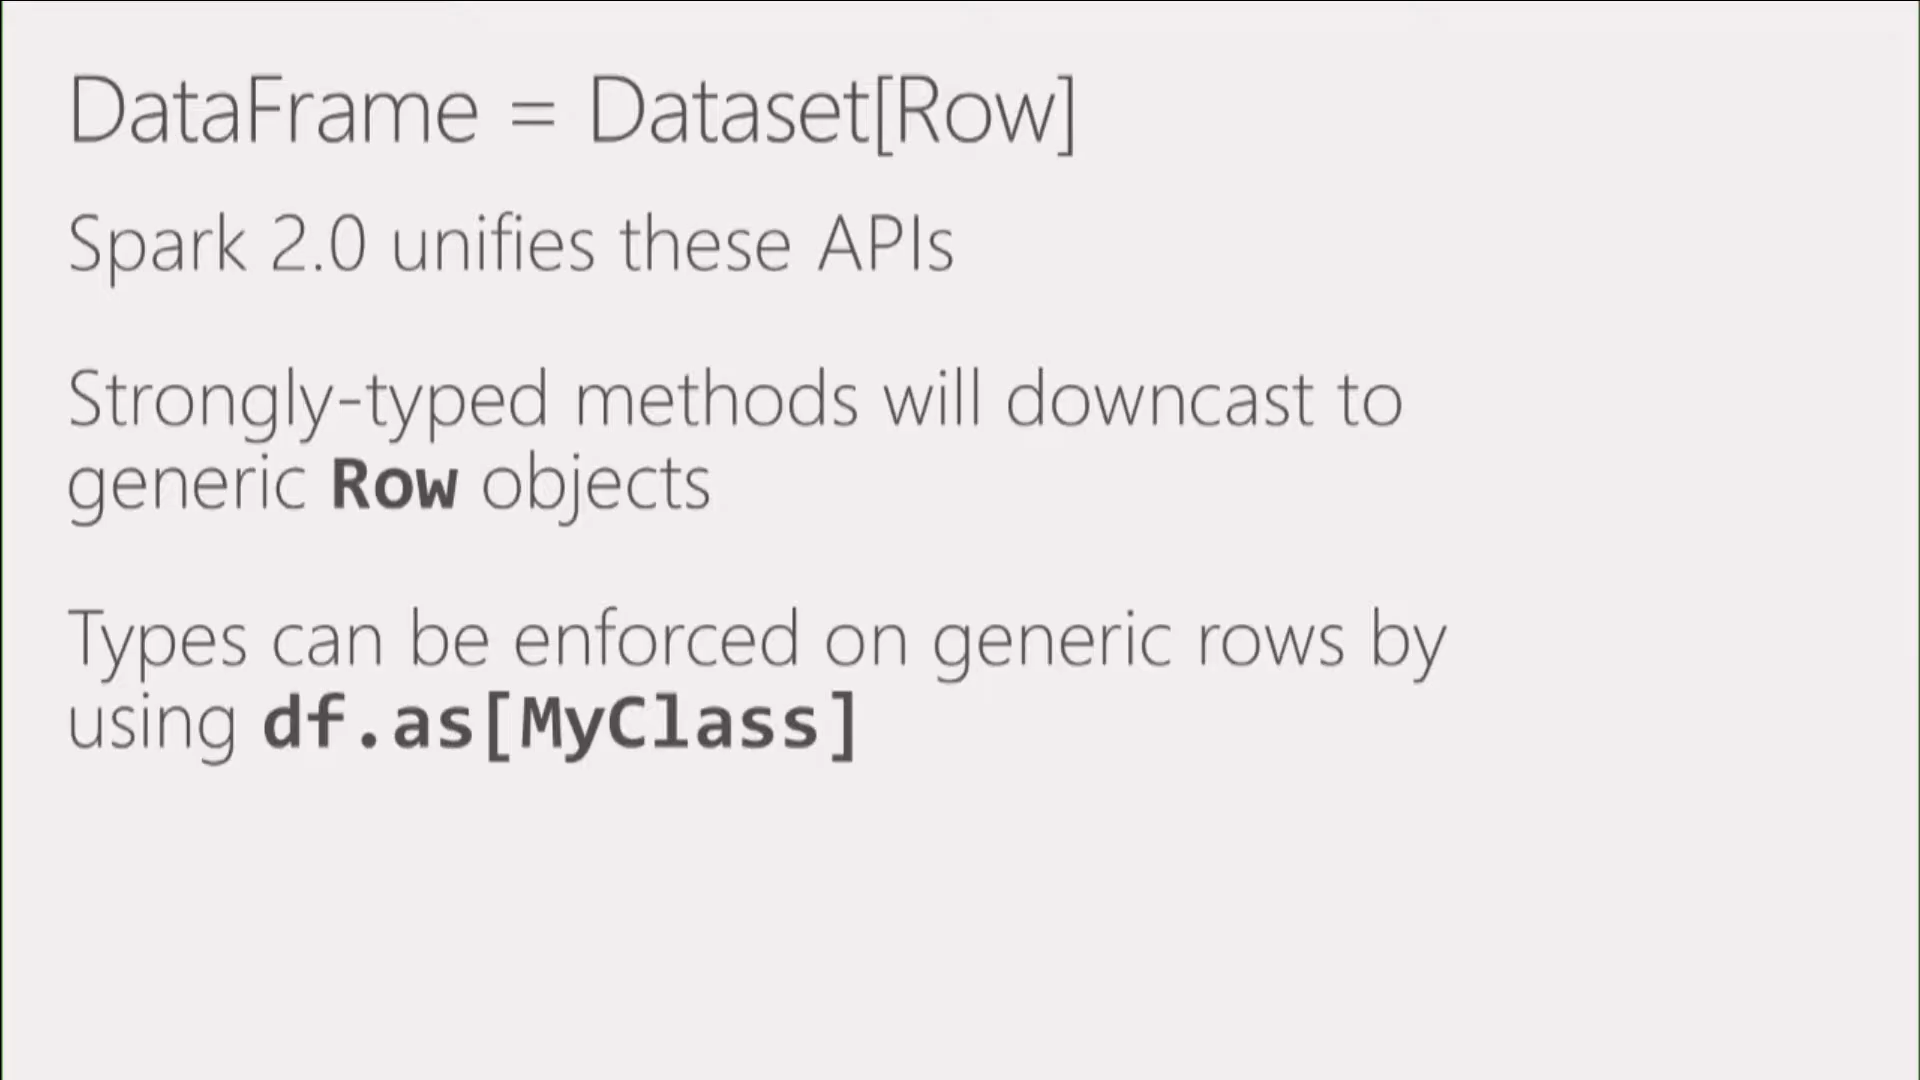 DataFrame = Dataset[Row]
Spark 2.0 unifies these APIs
Strongly-typed methods will downcast to
generic Row objects
Types can be enforced on generic rows by
using df.as[MyClass]